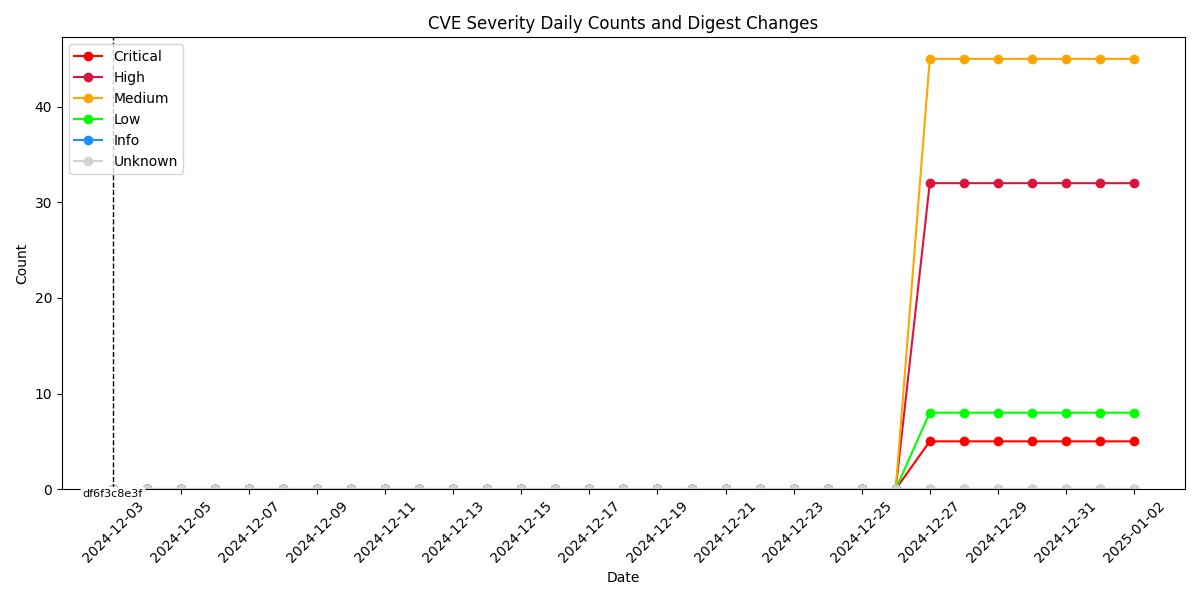 CVE Severity Daily Counts and Digest Changes
Critical
High
Medium
Low
Info
Unknown
Count
40
30
20
10
0
df6f3c8e3f
2024-12-03
2024-12-05
2024-12-07
2024-12-09
2024-12-11
2024-12-13
2024-12-15
2024-12-17
2024-12-19
2024-12-21
2024-12-23
2024-12-25
2024-12-27
2024-12-29
2024-12-31
2025-01-02
Date